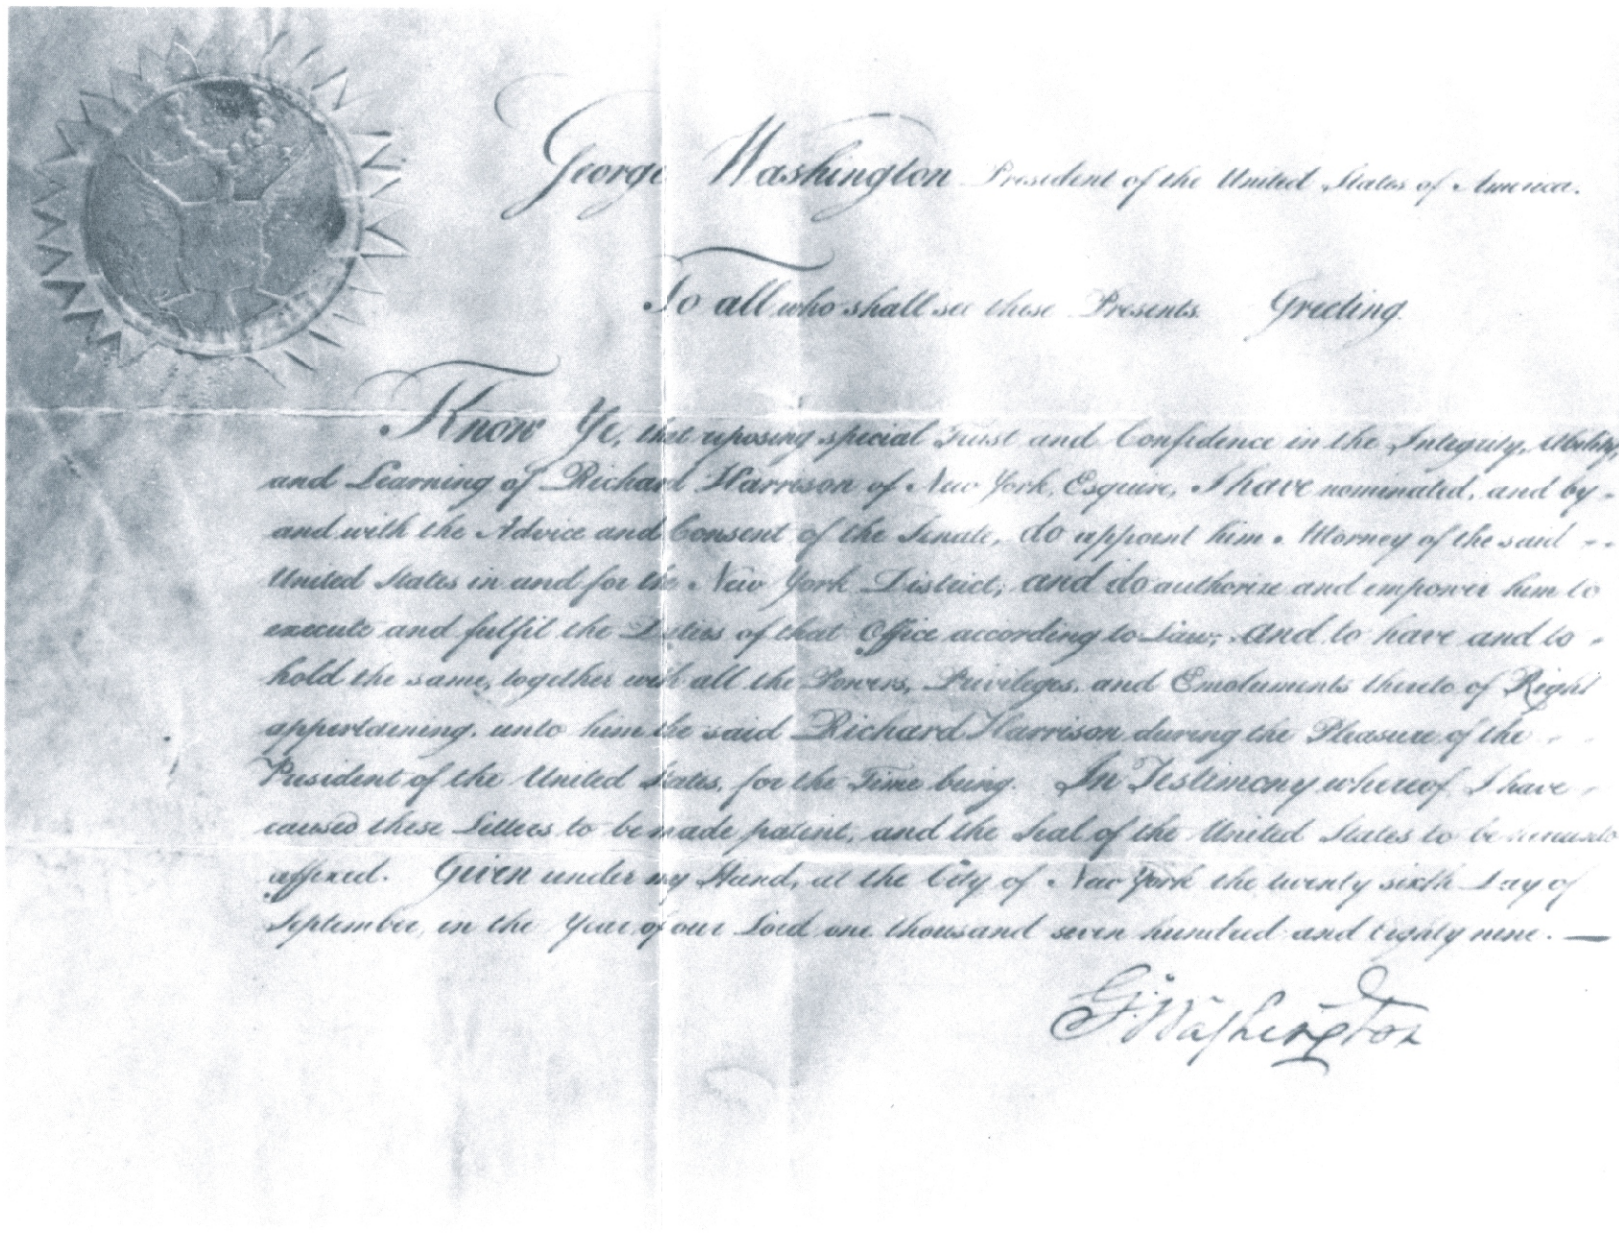 George Washington President of the United States of America.
To all who shall see these Presents Greeting.
Know Ye, that reposing special Trust and Confidence in the Integrity, Ability,
and Learning of Richard Harrison of New York, Esquire, I have nominated, and by
and with the Advice and Consent of the Senate, do appoint him Attorney of the said
United States in and for the New York District; and do authorize and empower him to
execute and fulfil the Duties of that Office according to Law; and to have and to
hold the same, together with all the Powers, Privileges, and Emoluments thereto of Right
appertaining, unto him the said Richard Harrison during the Pleasure of the
President of the United States, for the Time being. In Testimony whereof I have
caused these Letters to be made patent, and the Seal of the United States to be hereunto
affixed. Given under my Hand, at the City of New York the twenty sixth Day of
September, in the Year of our Lord one thousand seven hundred and Eighty nine.
G. Washington